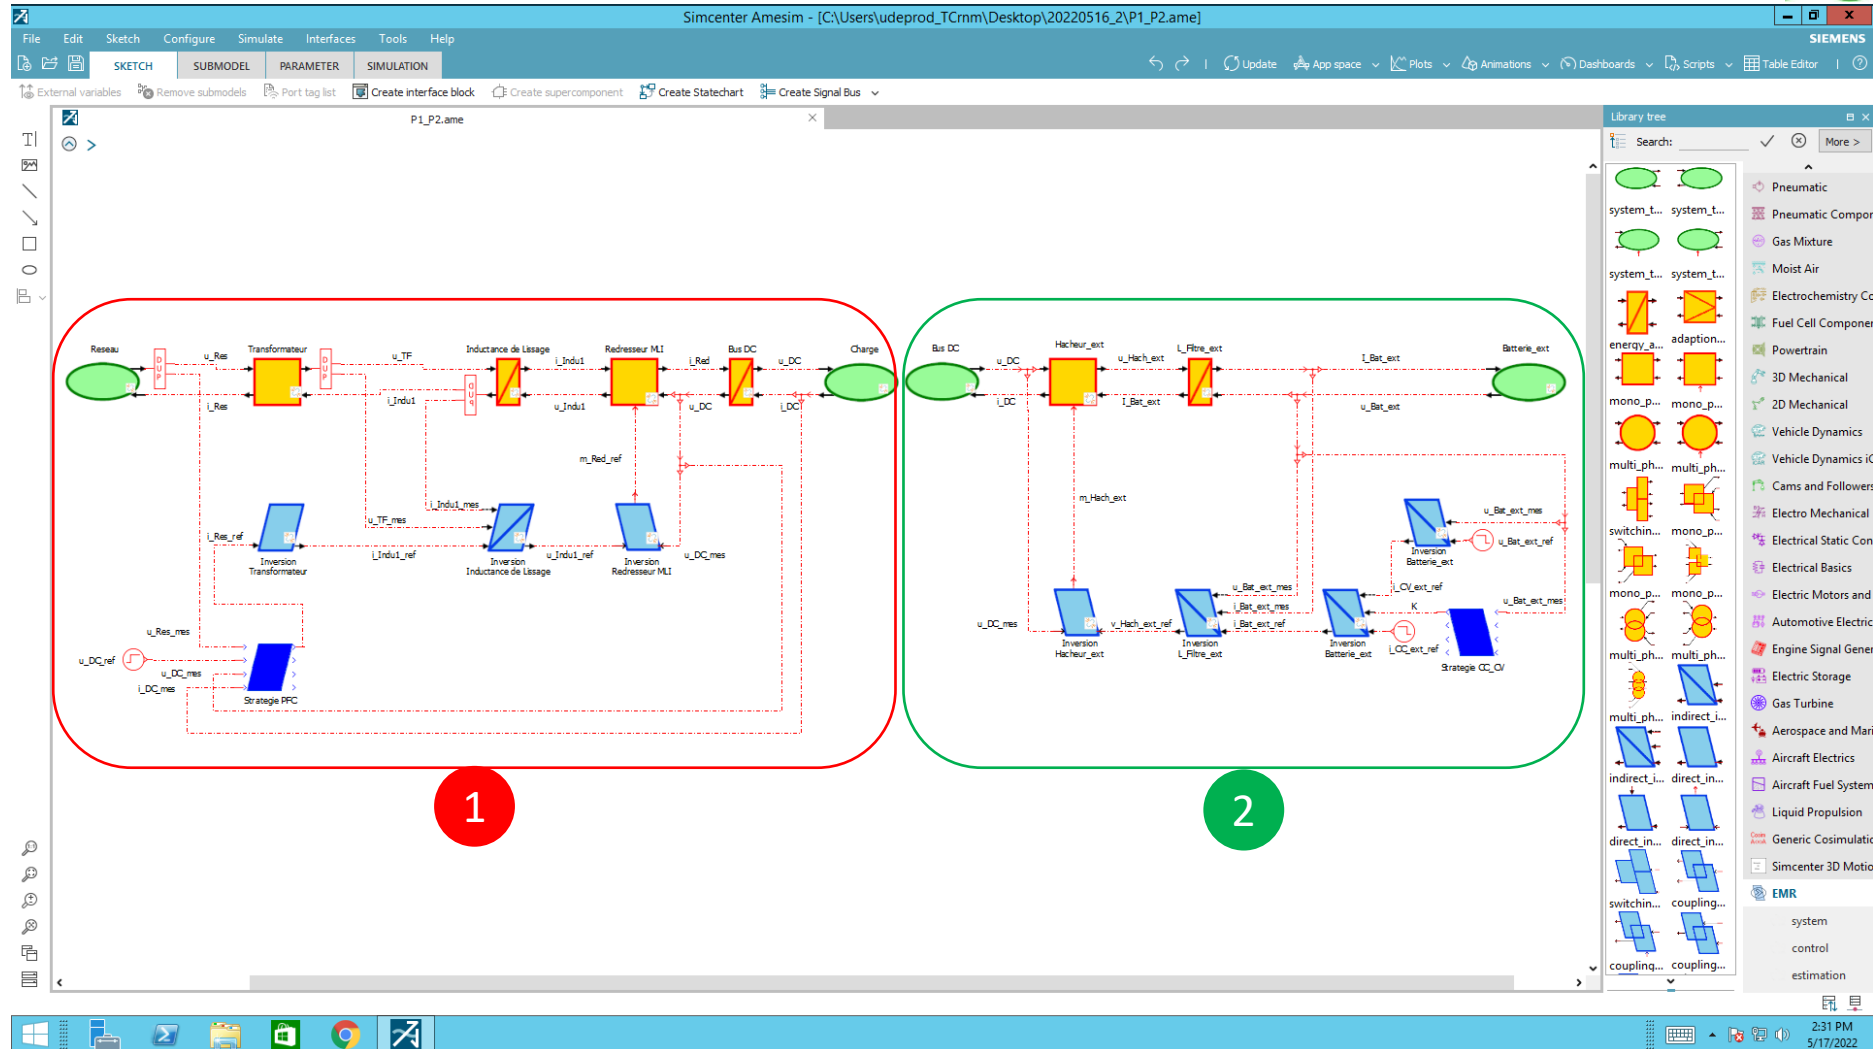 Simcenter Amesim - [C:\Users\udeprod_TCrnm\Desktop\20220516_2\P1_P2.ame]
File Edit Sketch Configure Simulate Interfaces Tools Help
SIEMENS
SKETCH SUBMODEL PARAMETER SIMULATION
Update App space Plots Animations Dashboards Scripts Table Editor
External variables Remove submodels Port tag list Create interface block Create supercomponent Create Statechart Create Signal Bus
P1_P2.ame
Library tree
Search: More >
Reseau
u_Res
Transformateur
u_TF
Inductance de Lissage
i_Indu1
Redresseur MLI
i_Red
Bus DC
u_DC
Charge
DUP
DUP
DUP
i_Res
i_Indu1
u_Indu1
u_DC
i_DC
m_Red_ref
i_Indu1_mes
u_TF_mes
i_Res_ref
i_Indu1_ref
u_Indu1_ref
u_DC_mes
Inversion
Transformateur
Inversion
Inductance de Lissage
Inversion
Redresseur MLI
u_Res_mes
u_DC_ref
u_DC_mes
i_DC_mes
Strategie PFC
1
Bus DC
u_DC
Hacheur_ext
u_Hach_ext
L_Filtre_ext
I_Bat_ext
Batterie_ext
i_DC
I_Bat_ext
u_Bat_ext
m_Hach_ext
u_Bat_ext_mes
u_Bat_ext_ref
Inversion
Batterie_ext
u_Bat_ext_mes
i_CV_ext_ref
i_Bat_ext_mes
K
u_Bat_ext_mes
u_DC_mes
v_Hach_ext_ref
i_Bat_ext_ref
i_CC_ext_ref
Inversion
Hacheur_ext
Inversion
L_Filtre_ext
Inversion
Batterie_ext
Strategie CC_CV
2
system_t... system_t...
system_t... system_t...
energy_a... adaption...
mono_p... mono_p...
multi_ph... multi_ph...
switchin... mono_p...
mono_p... mono_p...
multi_ph... multi_ph...
multi_ph... indirect_i...
indirect_i... direct_in...
direct_in... direct_in...
switchin... coupling...
coupling... coupling...
Pneumatic
Pneumatic Compor
Gas Mixture
Moist Air
Electrochemistry Cc
Fuel Cell Componer
Powertrain
3D Mechanical
2D Mechanical
Vehicle Dynamics
Vehicle Dynamics iC
Cams and Followers
Electro Mechanical
Electrical Static Con
Electrical Basics
Electric Motors and
Automotive Electric
Engine Signal Gener
Electric Storage
Gas Turbine
Aerospace and Mari
Aircraft Electrics
Aircraft Fuel System
Liquid Propulsion
Generic Cosimulatic
Simcenter 3D Motio
EMR
system
control
estimation
2:31 PM
5/17/2022